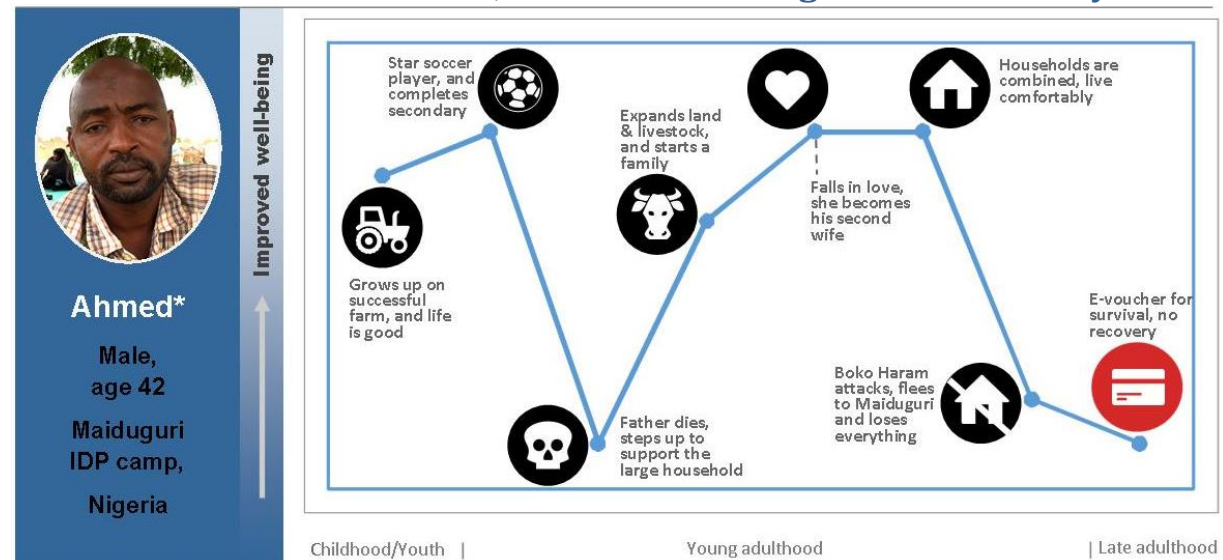 Ahmed*
Male,
age 42
Maiduguri
IDP camp,
Nigeria
Improved well-being
Star soccer
player, and
completes
secondary
Grows up on
successful
farm, and life
is good
Father dies,
steps up to
support the
large household
Expands land
& livestock,
and starts a
family
Falls in love,
she becomes
his second
wife
Households are
combined, live
comfortably
Boko Haram
attacks, flees
to Maiduguri
and loses
everything
E-voucher for
survival, no
recovery
Childhood/Youth |
Young adulthood
| Late adulthood